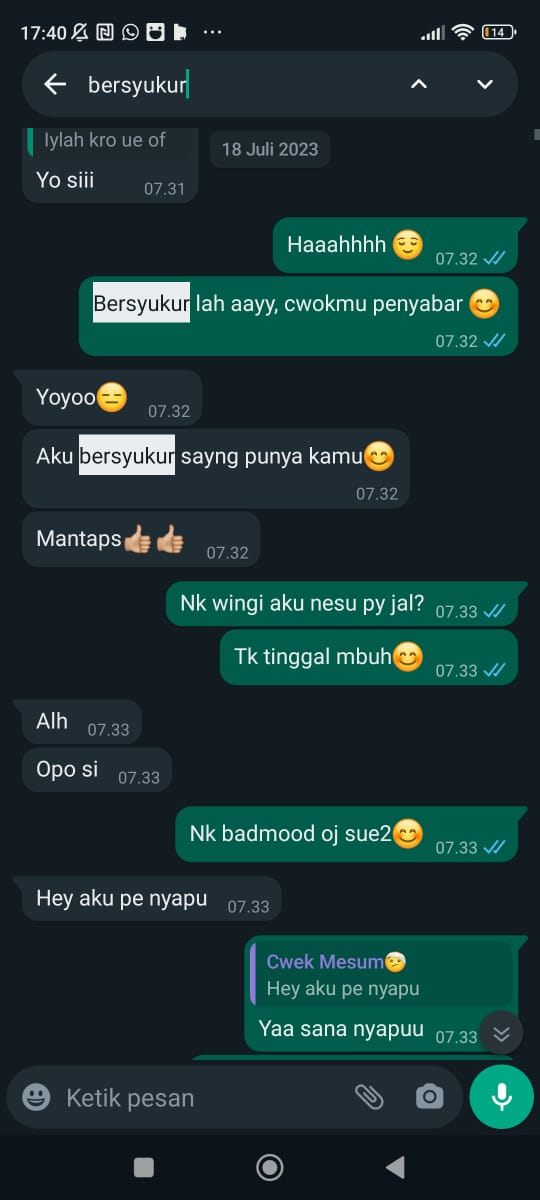 17:40
14
bersyukur
Iylah kro ue of
18 Juli 2023
Yo siii 07.31
Haaahhhh 😌 07.32
Bersyukur lah aayy, cwokmu penyabar 😊
07.32
Yoyoo😑 07.32
Aku bersyukur sayng punya kamu😊
07.32
Mantaps👍🏼👍🏼 07.32
Nk wingi aku nesu py jal? 07.33
Tk tinggal mbuh😊 07.33
Alh 07.33
Opo si 07.33
Nk badmood oj sue2😊 07.33
Hey aku pe nyapu 07.33
Cwek Mesum🤕
Hey aku pe nyapu
Yaa sana nyapuu 07.33
Ketik pesan